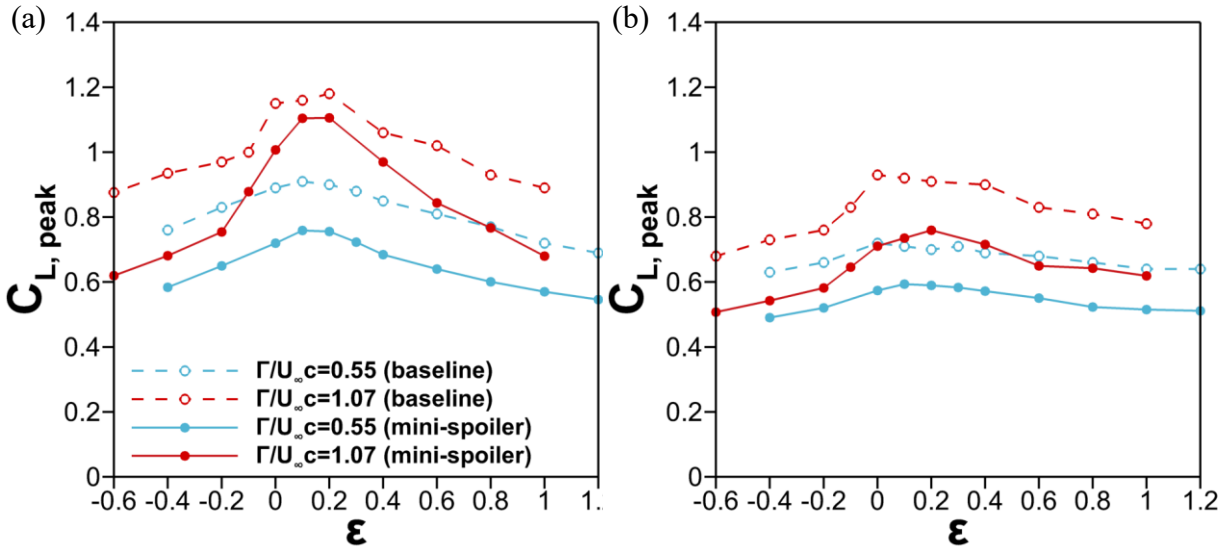 (a)
1.4
1.2
1
0.8
0.6
0.4
0.2
0
C_L, peak
Γ/U∞c=0.55 (baseline)
Γ/U∞c=1.07 (baseline)
Γ/U∞c=0.55 (mini-spoiler)
Γ/U∞c=1.07 (mini-spoiler)
-0.6 -0.4 -0.2 0 0.2 0.4 0.6 0.8 1 1.
ε
(b)
1.4
1.2
1
0.8
0.6
0.4
0.2
0
C_L, peak
-0.6 -0.4 -0.2 0 0.2 0.4 0.6 0.8 1 1.2
ε